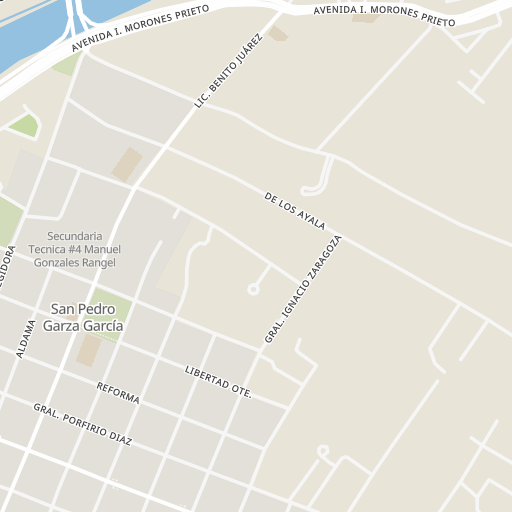 AVENIDA I. MORONES PRIETO
AVENIDA I. MORONES PRIETO
LIC. BENITO JUÁREZ
DE LOS AYALA
Secundaria
Tecnica #4 Manuel
Gonzales Rangel
GRAL. IGNACIO ZARAGOZA
San Pedro
Garza García
ALDAMA
LIBERTAD OTE.
REFORMA
GRAL. PORFIRIO DIAZ